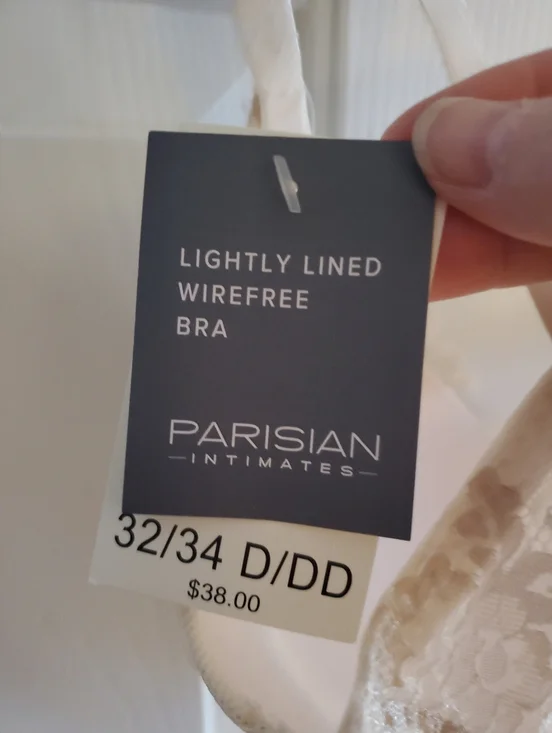 LIGHTLY LINED
WIREFREE
BRA
PARISIAN
INTIMATES
32/34 D/DD
$38.00